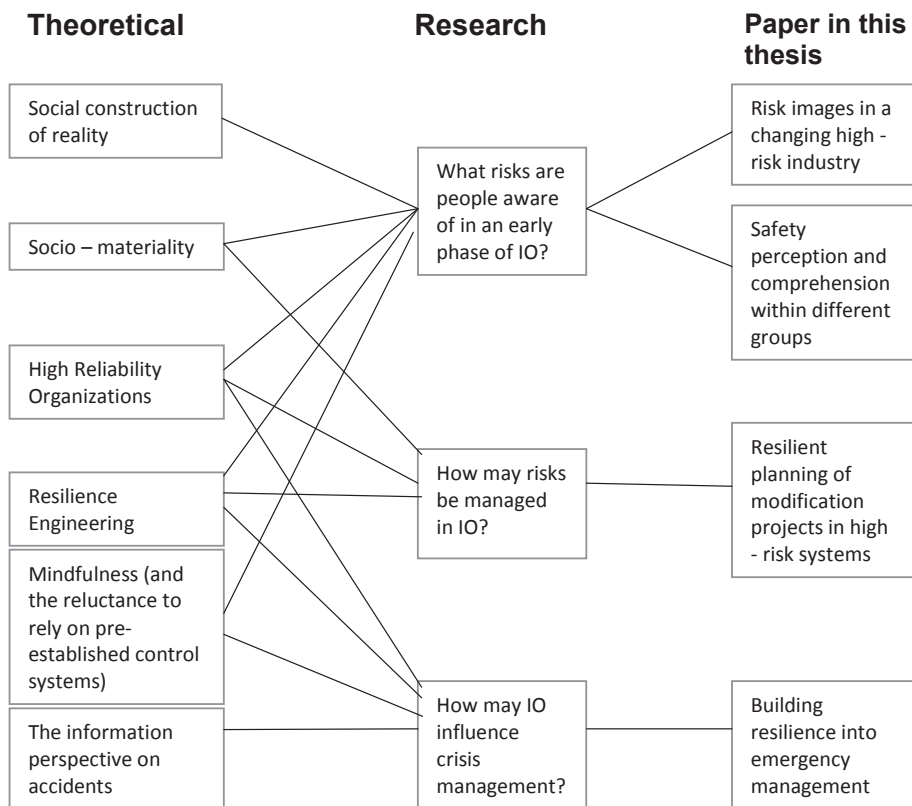 Theoretical
Research
Paper in this
thesis
Social construction
of reality
Socio – materiality
High Reliability
Organizations
Resilience
Engineering
Mindfulness (and
the reluctance to
rely on pre-
established control
systems)
The information
perspective on
accidents
What risks are
people aware of
of in an early
phase of IO?
How may risks
be managed
in IO?
How may IO
influence
crisis
management?
Risk images in a
changing high -
risk industry
Safety
perception and
comprehension
within different
groups
Resilient
planning of
modification
projects in high
- risk systems
Building
resilience into
emergency
management